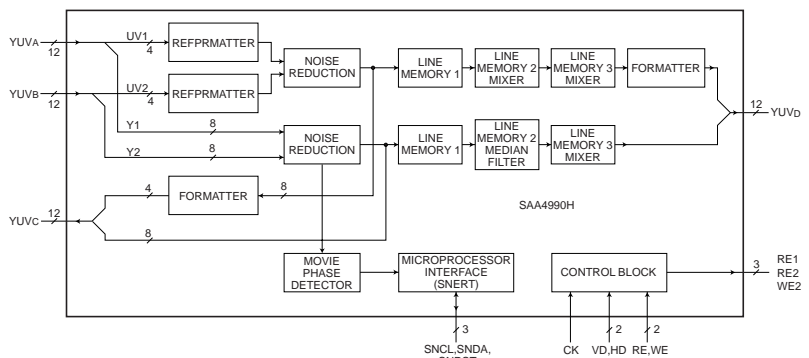 YUVA
12
UV1
4
REFPRMATTER
NOISE
REDUCTION
LINE
MEMORY 1
LINE
MEMORY 2
MIXER
LINE
MEMORY 3
MIXER
FORMATTER
YUVB
12
UV2
4
REFPRMATTER
12
YUVD
Y1
8
Y2
8
NOISE
REDUCTION
LINE
MEMORY 1
LINE
MEMORY 2
MEDIAN
FILTER
LINE
MEMORY 3
MIXER
YUVC
12
4
FORMATTER
8
8
SAA4990H
MOVIE
PHASE
DETECTOR
MICROPROCESSOR
INTERFACE
(SNERT)
CONTROL BLOCK
3
RE1
RE2
WE2
3
2
2
SNCL,SNDA,
CK
VD,HD
RE,WE